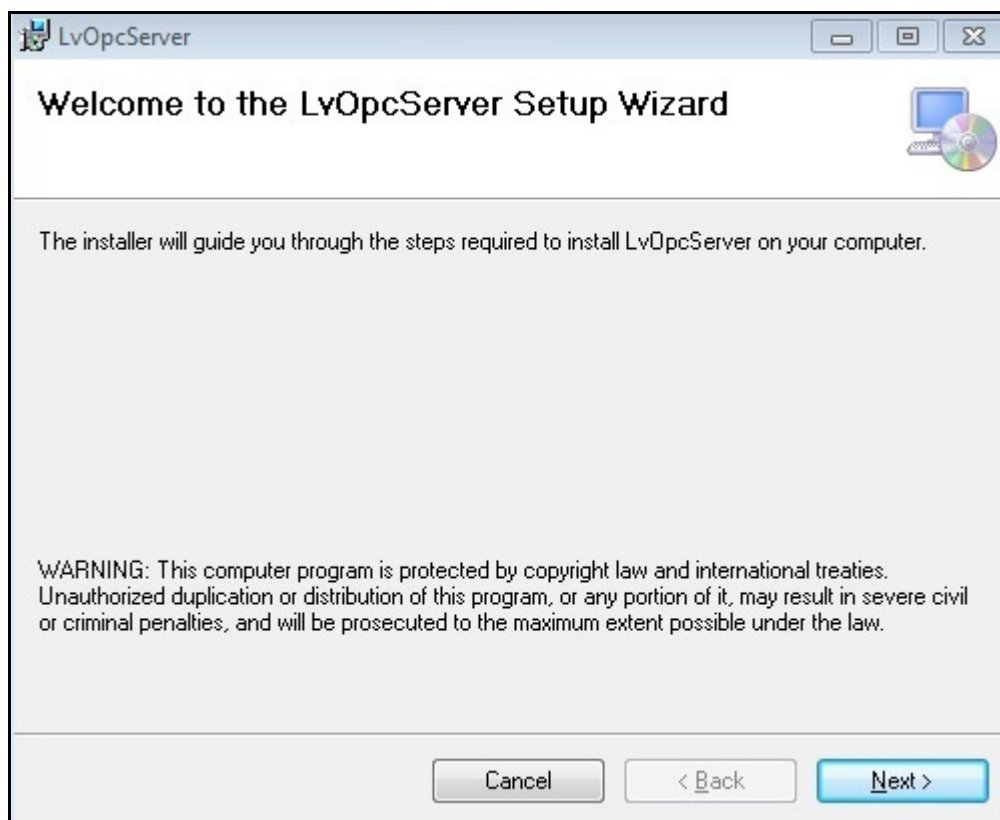 LvOpcServer
Welcome to the LvOpcServer Setup Wizard
The installer will guide you through the steps required to install LvOpcServer on your computer.
WARNING: This computer program is protected by copyright law and international treaties.
Unauthorized duplication or distribution of this program, or any portion of it, may result in severe civil
or criminal penalties, and will be prosecuted to the maximum extent possible under the law.
Cancel
< Back
Next >